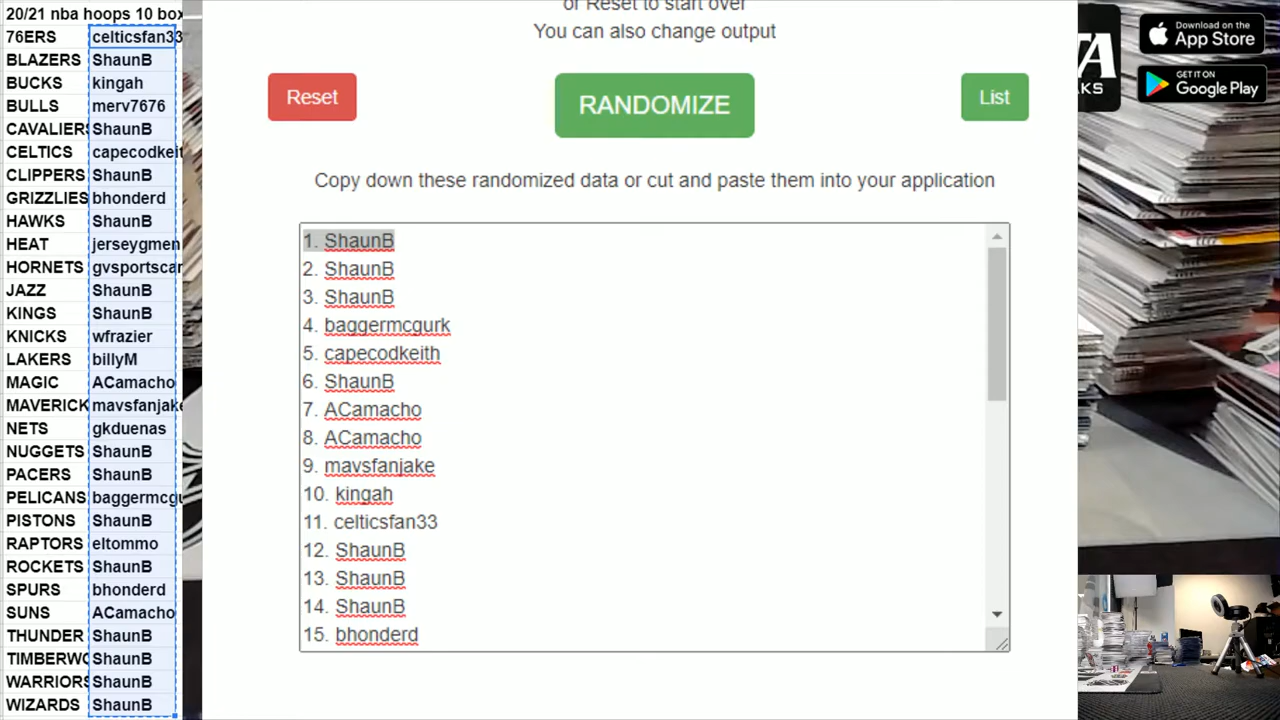 20/21 nba hoops 10 box
76ERS celticsfan33
BLAZERS ShaunB
BUCKS kingah
BULLS merv7676
CAVALIERS ShaunB
CELTICS capecodkeit
CLIPPERS ShaunB
GRIZZLIES bhonderd
HAWKS ShaunB
HEAT jerseygmen
HORNETS gvsportscar
JAZZ ShaunB
KINGS ShaunB
KNICKS wfrazier
LAKERS billyM
MAGIC ACamacho
MAVERICK mavsfanjake
NETS gkduenas
NUGGETS ShaunB
PACERS ShaunB
PELICANS baggermcgu
PISTONS ShaunB
RAPTORS eltommo
ROCKETS ShaunB
SPURS bhonderd
SUNS ACamacho
THUNDER ShaunB
TIMBERWO ShaunB
WARRIORS ShaunB
WIZARDS ShaunB
or Reset to start over
You can also change output
Reset
RANDOMIZE
List
Copy down these randomized data or cut and paste them into your application
1. ShaunB
2. ShaunB
3. ShaunB
4. baggermcgurk
5. capecodkeith
6. ShaunB
7. ACamacho
8. ACamacho
9. mavsfanjake
10. kingah
11. celticsfan33
12. ShaunB
13. ShaunB
14. ShaunB
15. bhonderd
TA
AKS
Download on the
App Store
GET IT ON
Google Play